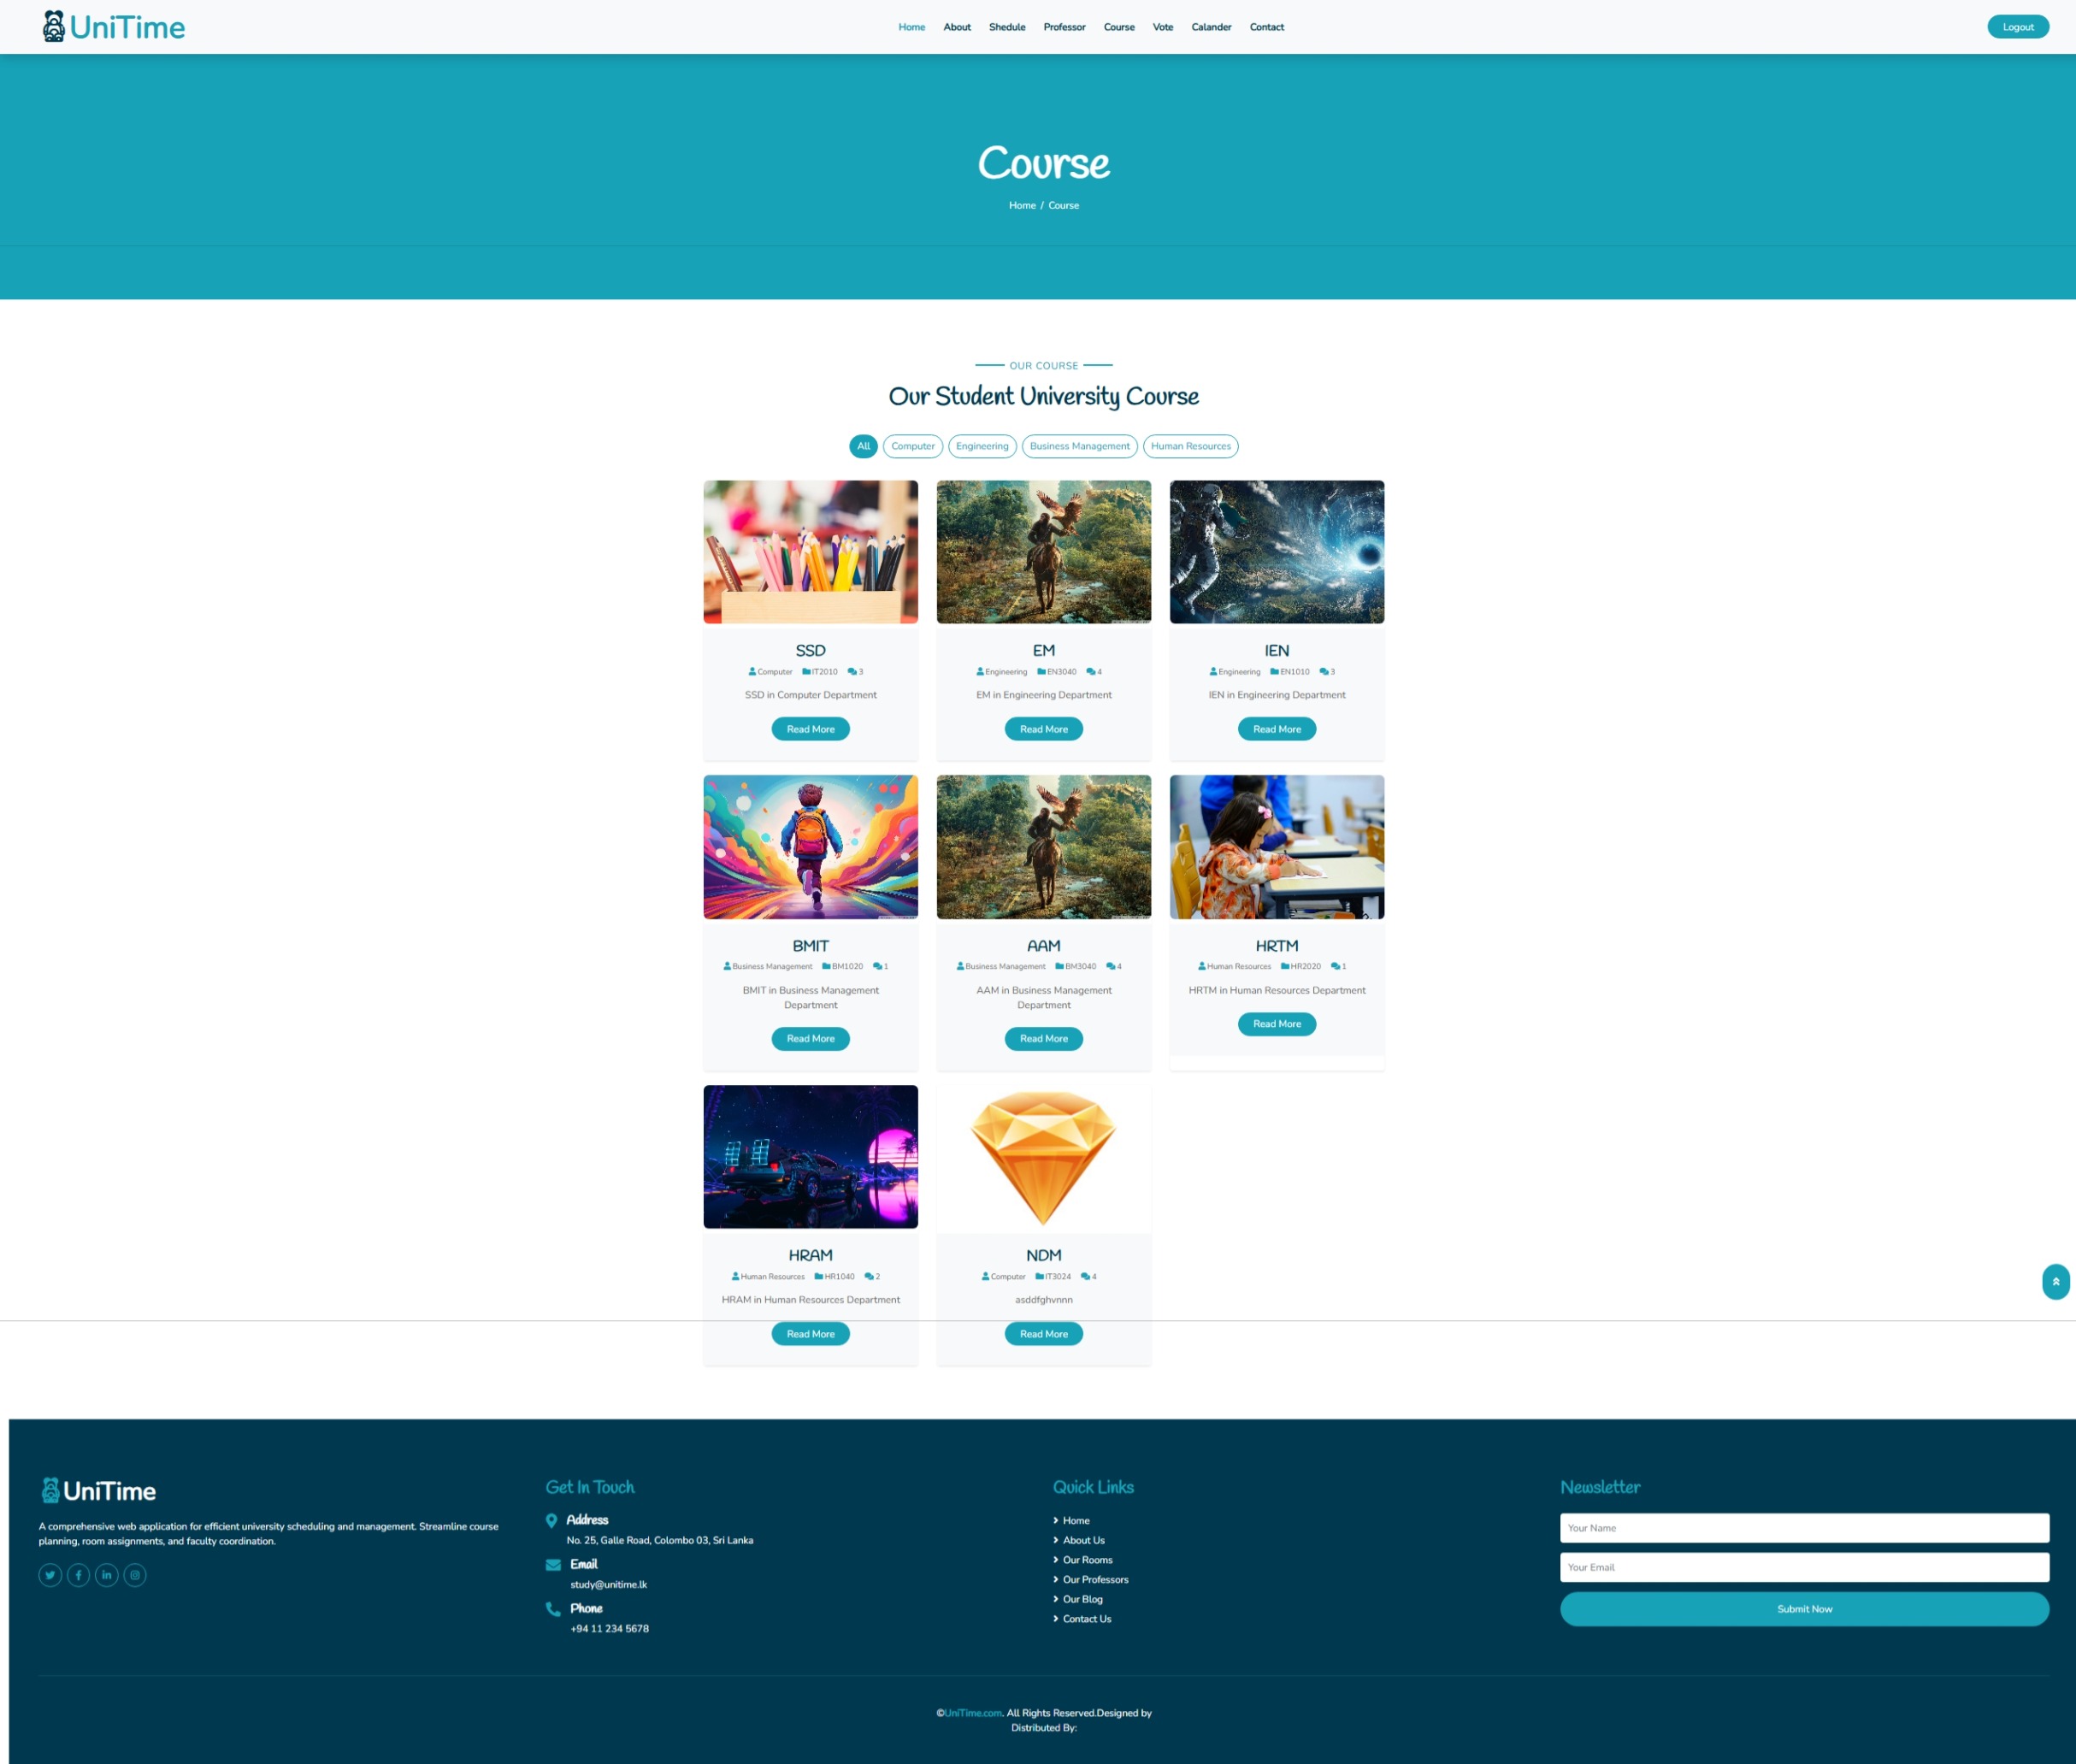 UniTime
Home About Shedule Professor Course Vote Calander Contact
Logout
Course
Home / Course
OUR COURSE
Our Student University Course
All Computer Engineering Business Management Human Resources
SSD
Computer IT2010 3
SSD in Computer Department
Read More
EM
Engineering EN3040 4
EM in Engineering Department
Read More
IEN
Engineering EN1010 3
IEN in Engineering Department
Read More
BMIT
Business Management BM1020 1
BMIT in Business Management
Department
Read More
AAM
Business Management BM3040 4
AAM in Business Management
Department
Read More
HRTM
Human Resources HR2020 1
HRTM in Human Resources Department
Read More
HRAM
Human Resources HR1040 2
HRAM in Human Resources Department
Read More
NDM
Computer IT3024 4
asddfghvnnn
Read More
UniTime
A comprehensive web application for efficient university scheduling and management. Streamline course
planning, room assignments, and faculty coordination.
Get In Touch
Address
No. 25, Galle Road, Colombo 03, Sri Lanka
Email
study@unitime.lk
Phone
+94 11 234 5678
Quick Links
Home
About Us
Our Rooms
Our Professors
Our Blog
Contact Us
Newsletter
Your Name
Your Email
Submit Now
©UniTime.com. All Rights Reserved.Designed by
Distributed By: